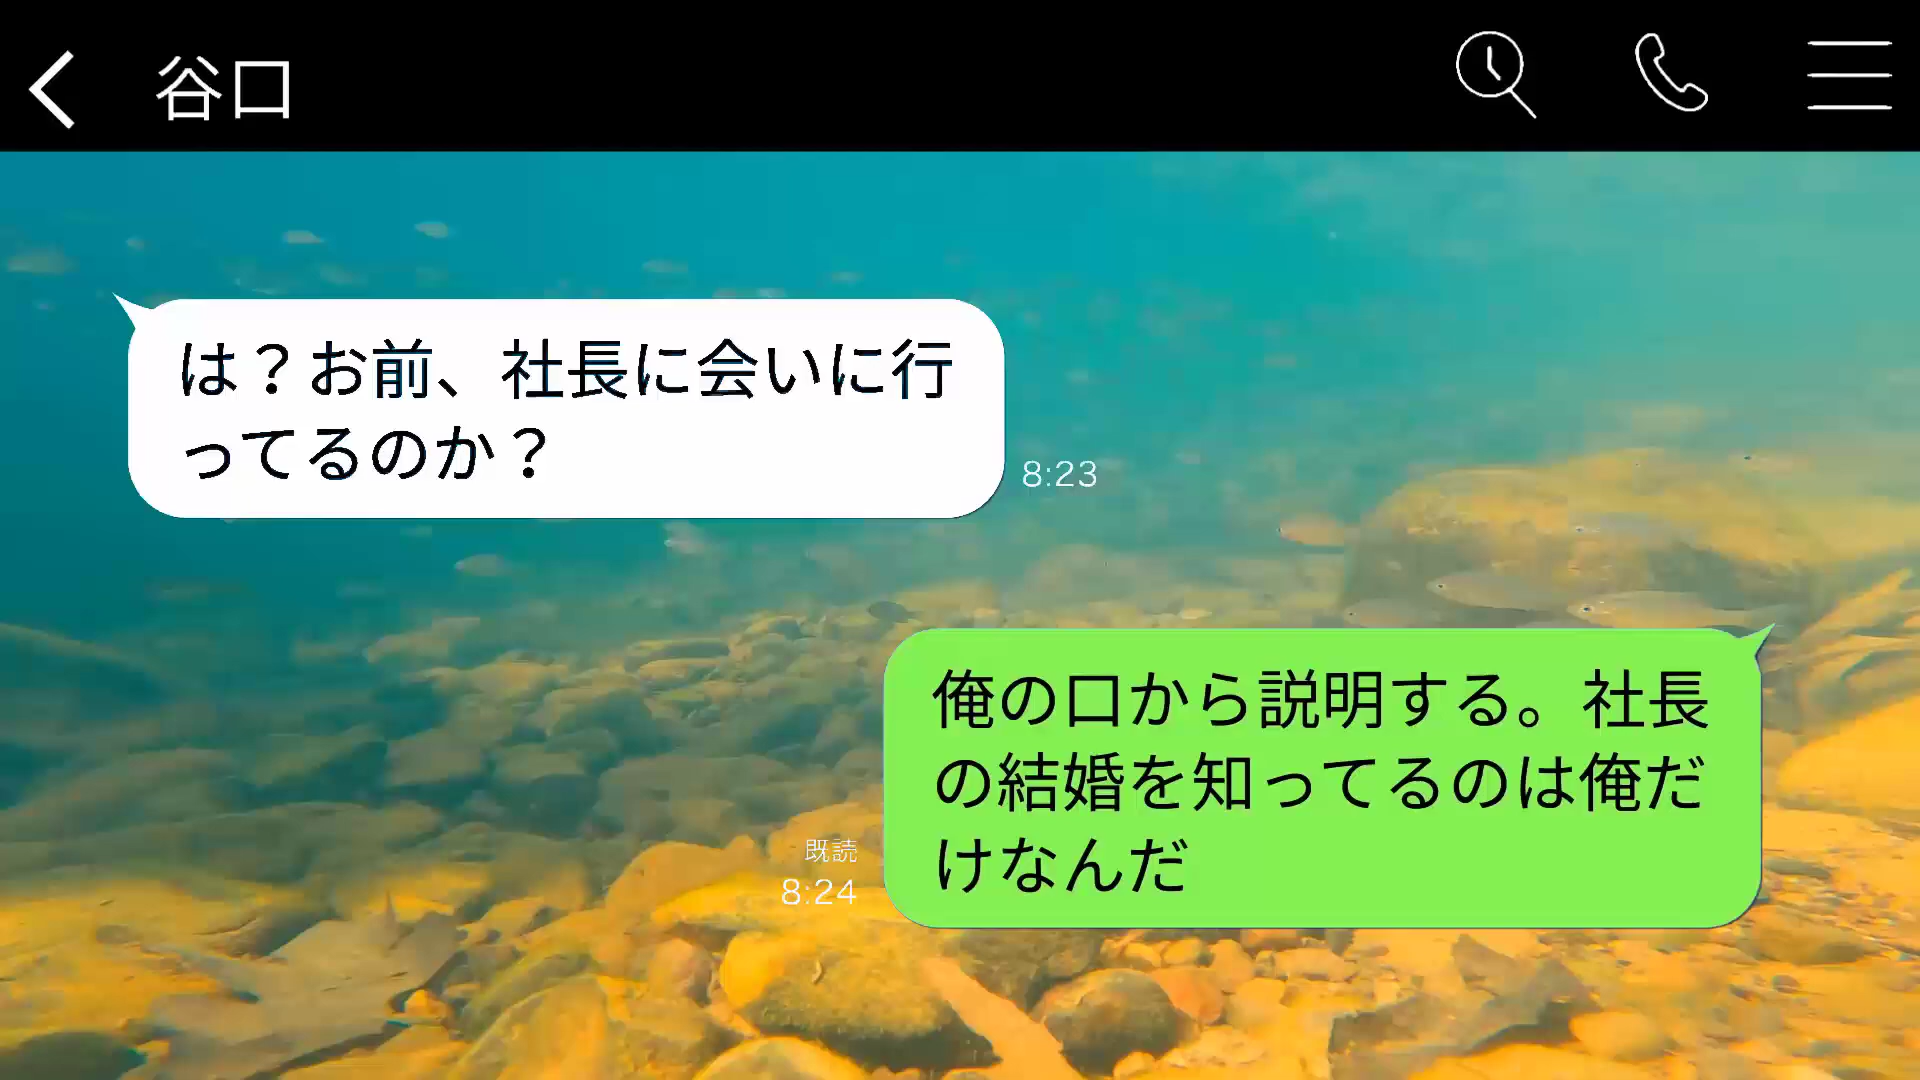 谷口
は？お前、社長に会いに行
ってるのか？
8:23
俺の口から説明する。社長
の結婚を知ってるのは俺だ
けなんだ
既読
8:24